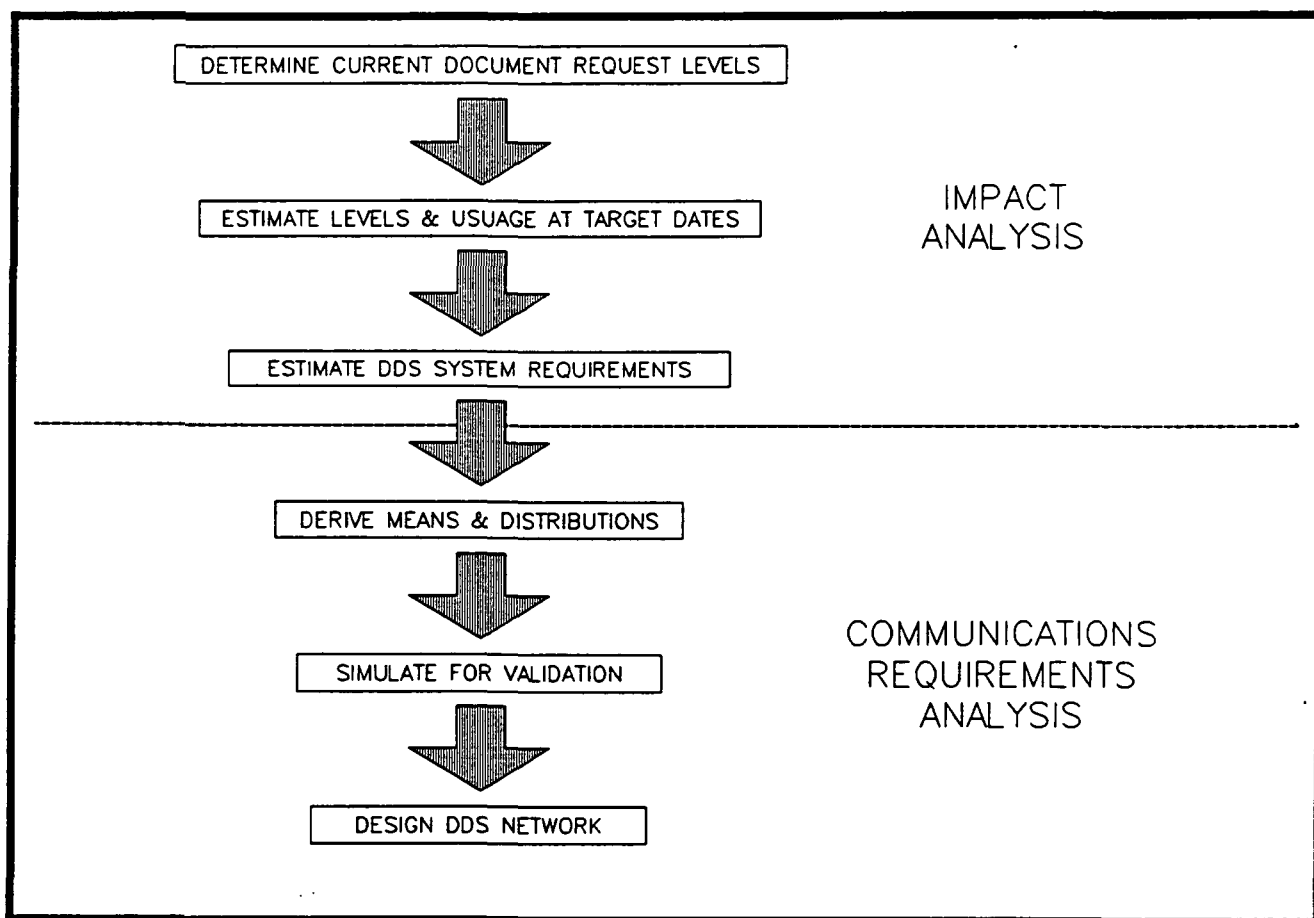 DETERMINE CURRENT DOCUMENT REQUEST LEVELS
ESTIMATE LEVELS & USUAGE AT TARGET DATES
IMPACT
ANALYSIS
ESTIMATE DDS SYSTEM REQUIREMENTS
DERIVE MEANS & DISTRIBUTIONS
SIMULATE FOR VALIDATION
COMMUNICATIONS
REQUIREMENTS
ANALYSIS
DESIGN DDS NETWORK